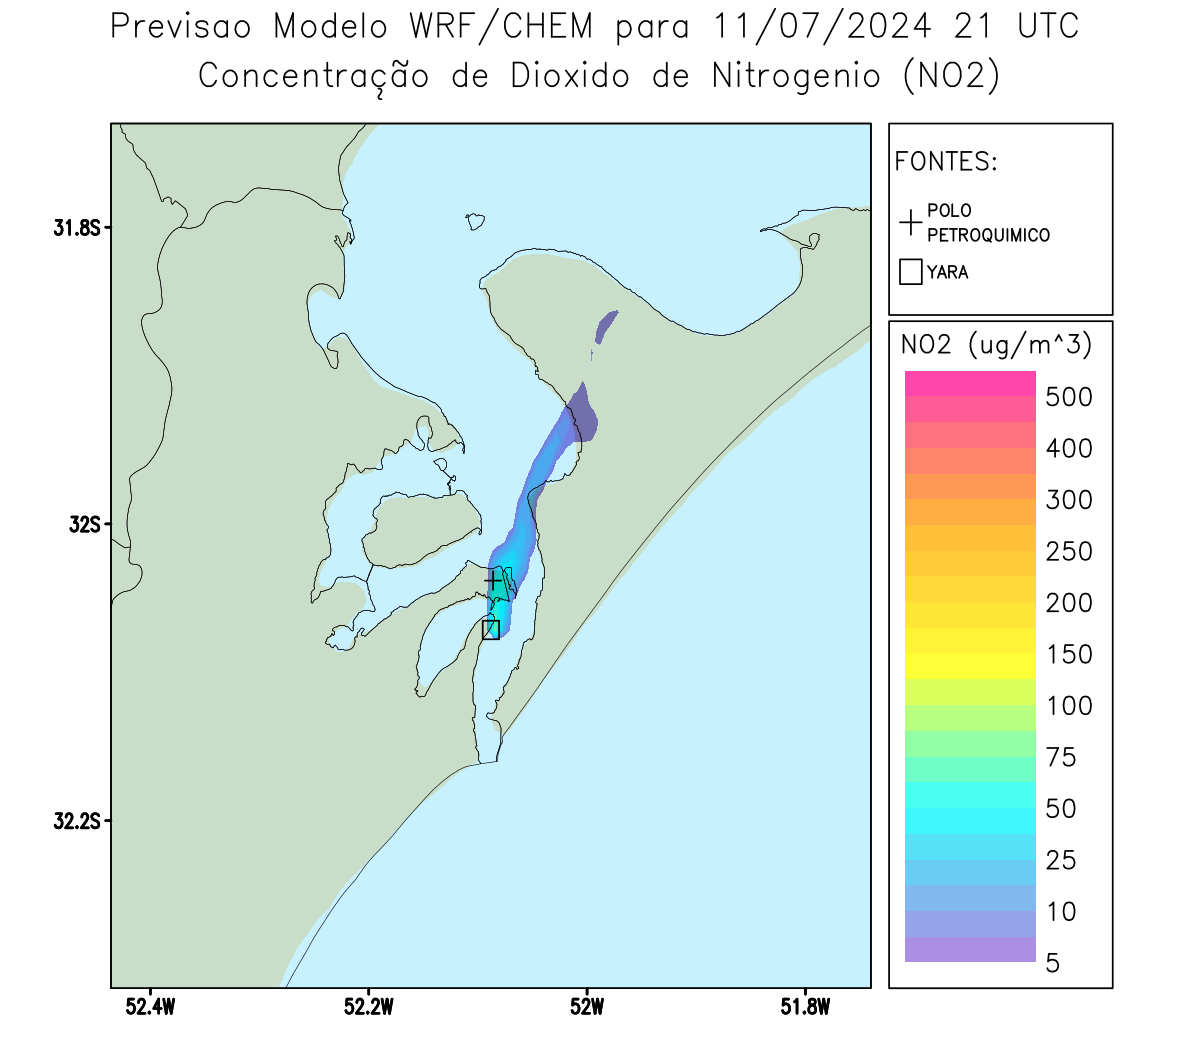 Previsao Modelo WRF/CHEM para 11/07/2024 21 UTC
Concentração de Dioxido de Nitrogenio (NO2)
FONTES:
POLO
PETROQUIMICO
YARA
NO2 (ug/m^3)
500
400
300
250
200
150
100
75
50
25
10
5
31.8S
32S
32.2S
52.4W
52.2W
52W
51.8W